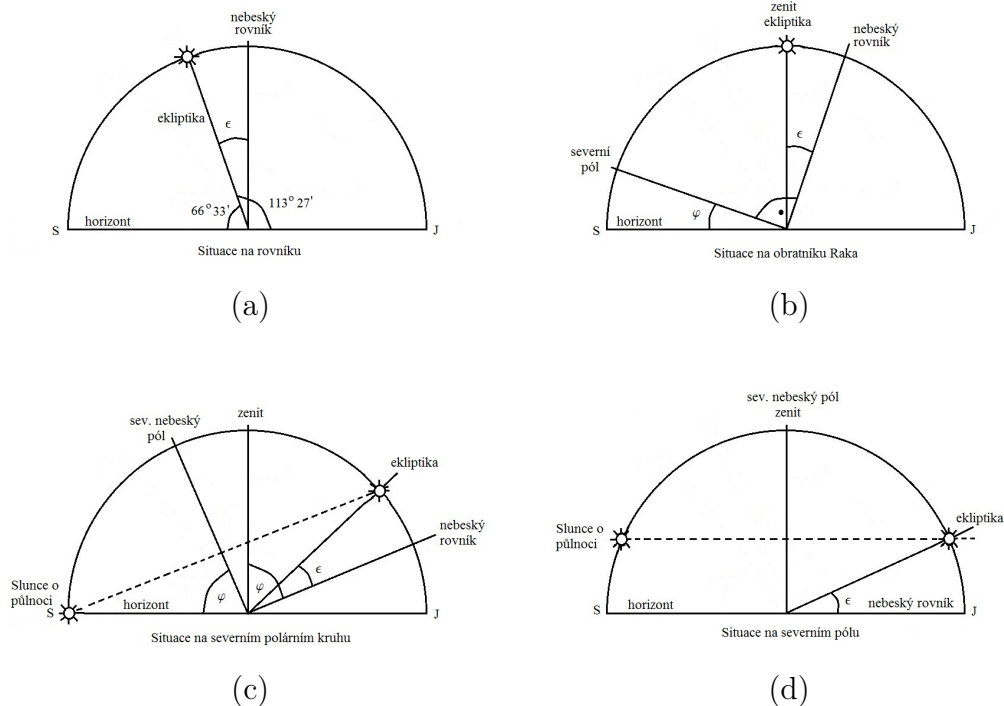 nebeský
rovník
ekliptika
ϵ
66° 33'
113° 27'
S
horizont
J
Situace na rovníku
(a)
zenit
ekliptika
nebeský
rovník
ϵ
severní
pól
φ
S
horizont
J
Situace na obratníku Raka
(b)
zenit
sev. nebeský
pól
ekliptika
nebeský
rovník
ϵ
φ
φ
Slunce o
půlnoci
S
horizont
J
Situace na severním polárním kruhu
(c)
sev. nebeský pól
zenit
Slunce o
půlnoci
ekliptika
ϵ
nebeský rovník
S
horizont
J
Situace na severním pólu
(d)